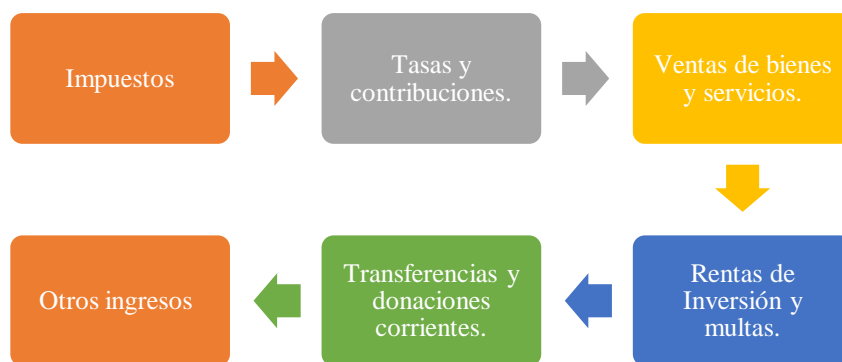 Impuestos
Tasas y
contribuciones.
Ventas de bienes
y servicios.
Rentas de
Inversión y
multas.
Transferencias y
donaciones
corrientes.
Otros ingresos